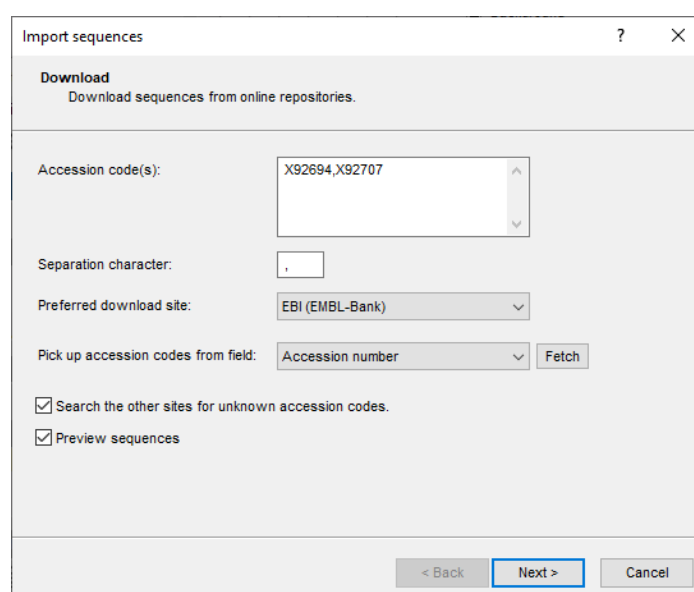 Import sequences
?
Download
Download sequences from online repositories.
Accession code(s):
X92694,X92707
Separation character:
,
Preferred download site:
EBI (EMBL-Bank)
Pick up accession codes from field:
Accession number
Fetch
Search the other sites for unknown accession codes.
Preview sequences
< Back
Next >
Cancel